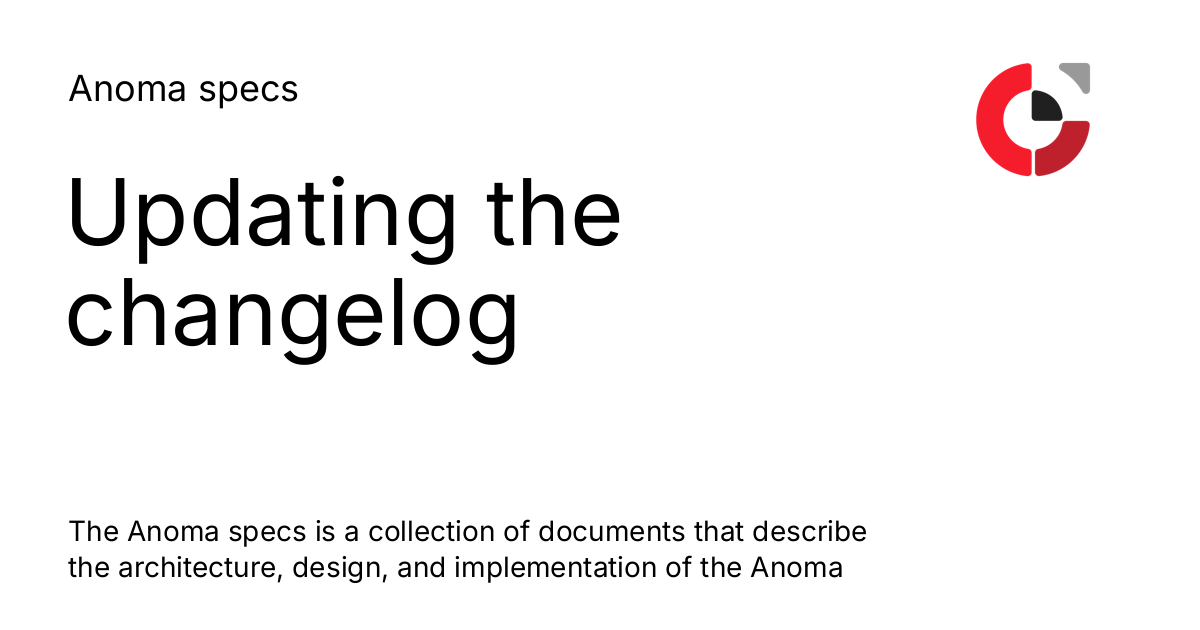 Anoma specs
Updating the
changelog
The Anoma specs is a collection of documents that describe
the architecture, design, and implementation of the Anoma